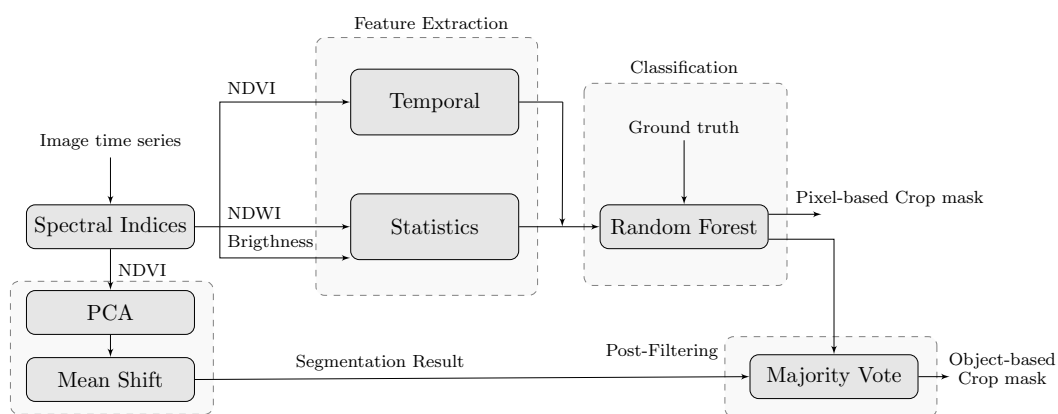 Feature Extraction
Classification
NDVI
Temporal
Ground truth
Image time series
Pixel-based Crop mask
Spectral Indices
NDWI
Statistics
Random Forest
Brigthness
NDVI
PCA
Post-Filtering
Segmentation Result
Object-based
Crop mask
Mean Shift
Majority Vote